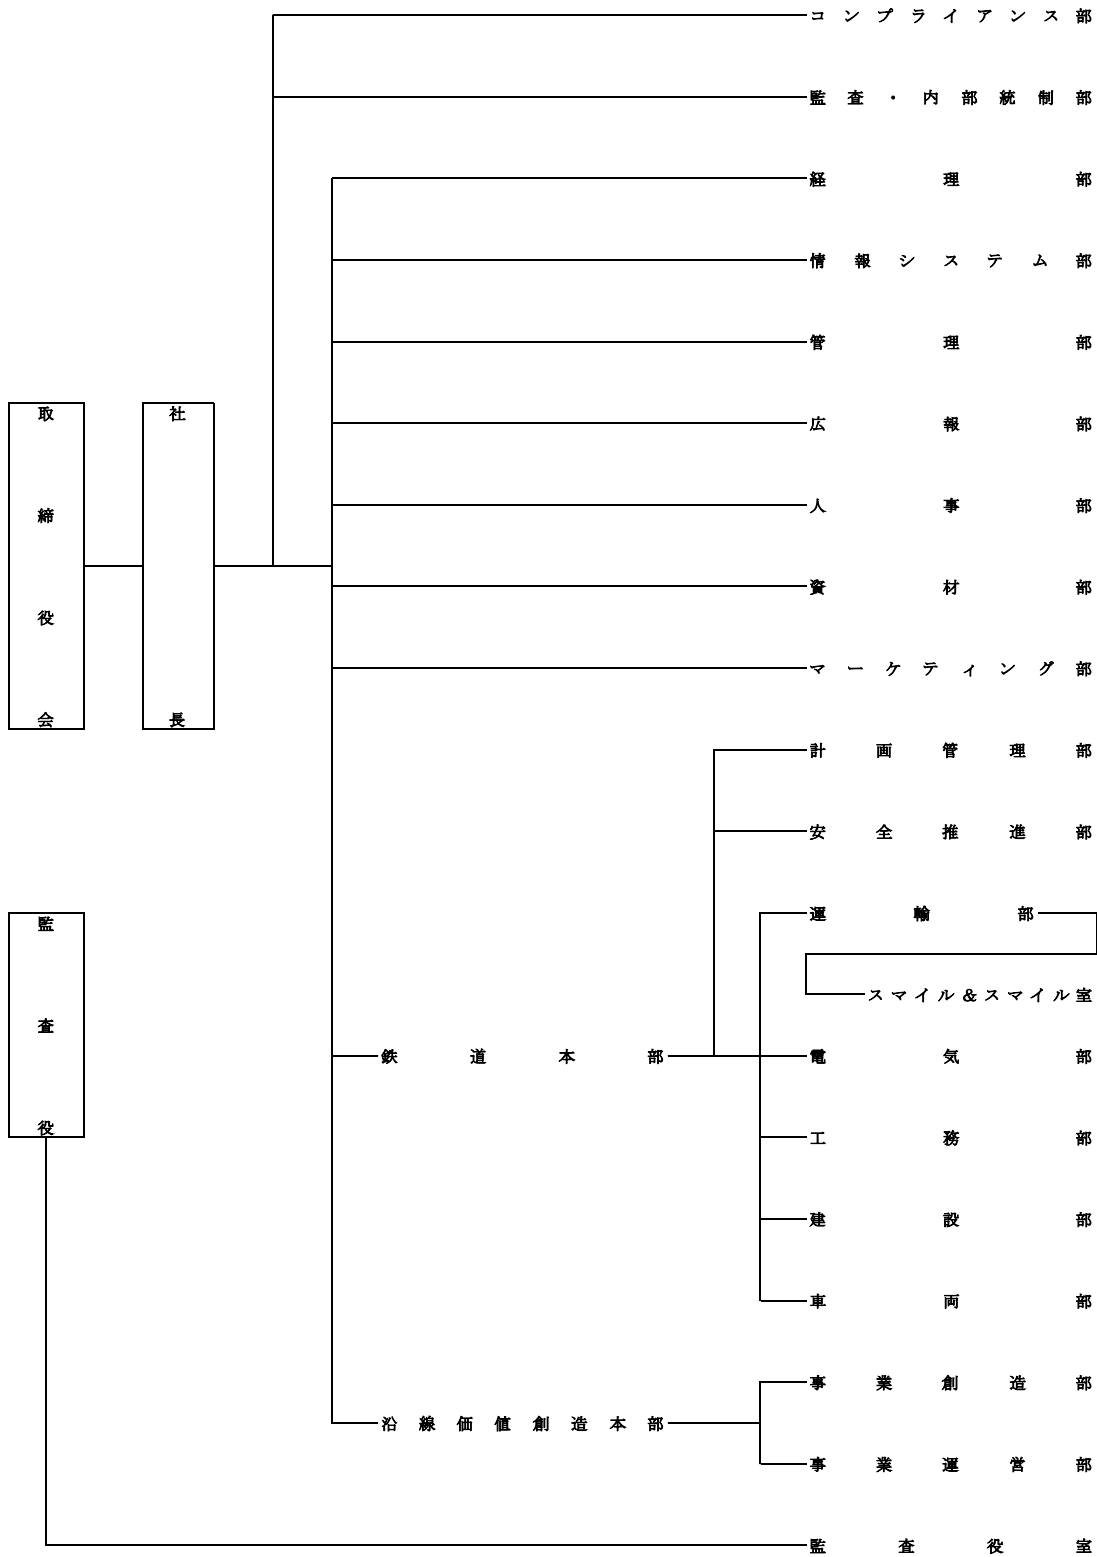 コンプライアンス部
監査・内部統制部
経理部
情報システム部
管理部
広報部
人事部
資材部
マーケティング部
取締役会
社長
計画管理部
安全推進部
運輸部
スマイル＆スマイル室
監査役
鉄道本部
電気部
工務部
建設部
車両部
事業創造部
沿線価値創造本部
事業運営部
監査役室